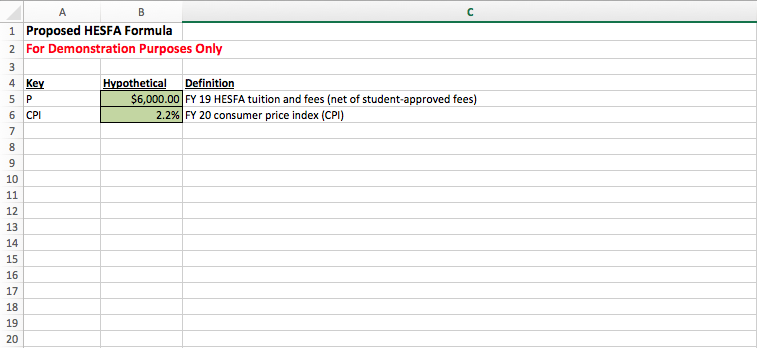 A B C
1 Proposed HESFA Formula
2 For Demonstration Purposes Only
3
4 Key Hypothetical Definition
5 P $6,000.00 FY 19 HESFA tuition and fees (net of student-approved fees)
6 CPI 2.2% FY 20 consumer price index (CPI)
7
8
9
10
11
12
13
14
15
16
17
18
19
20